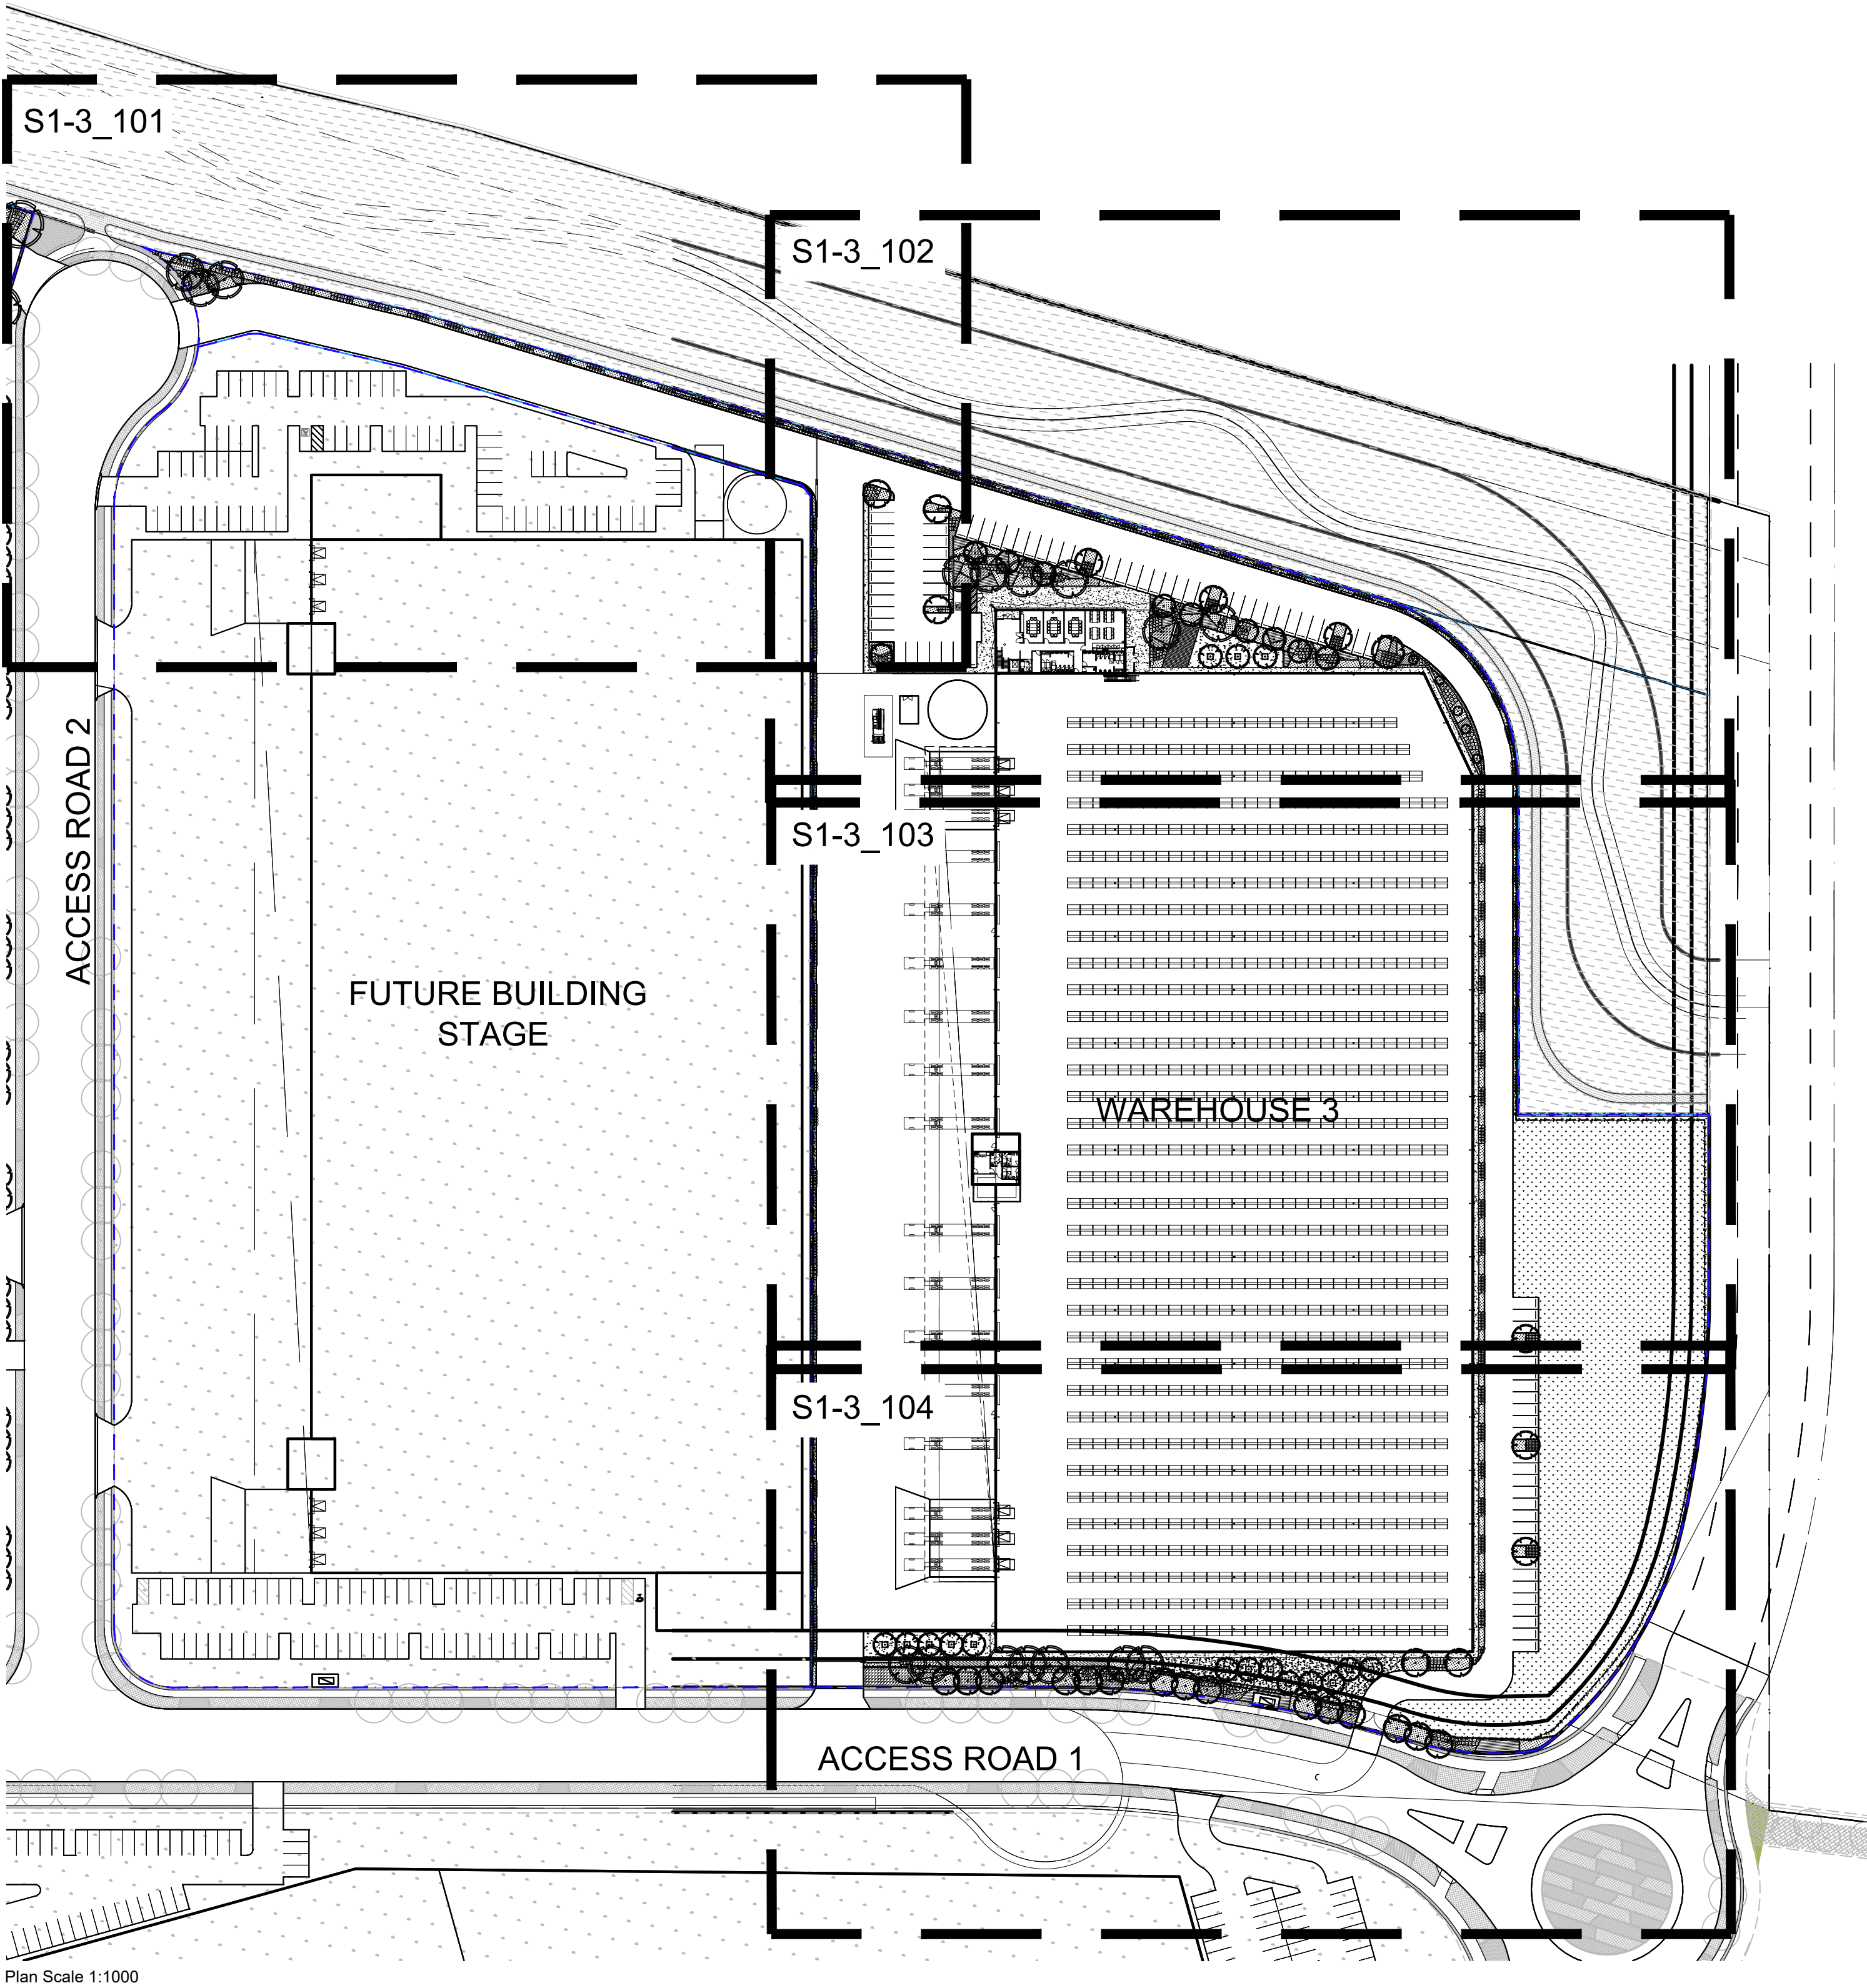 S1-3_101
S1-3_102
S1-3_103
ACCESS ROAD 2
FUTURE BUILDING
STAGE
WAREHOUSE 3
S1-3_104
ACCESS ROAD 1
Plan Scale 1:1000